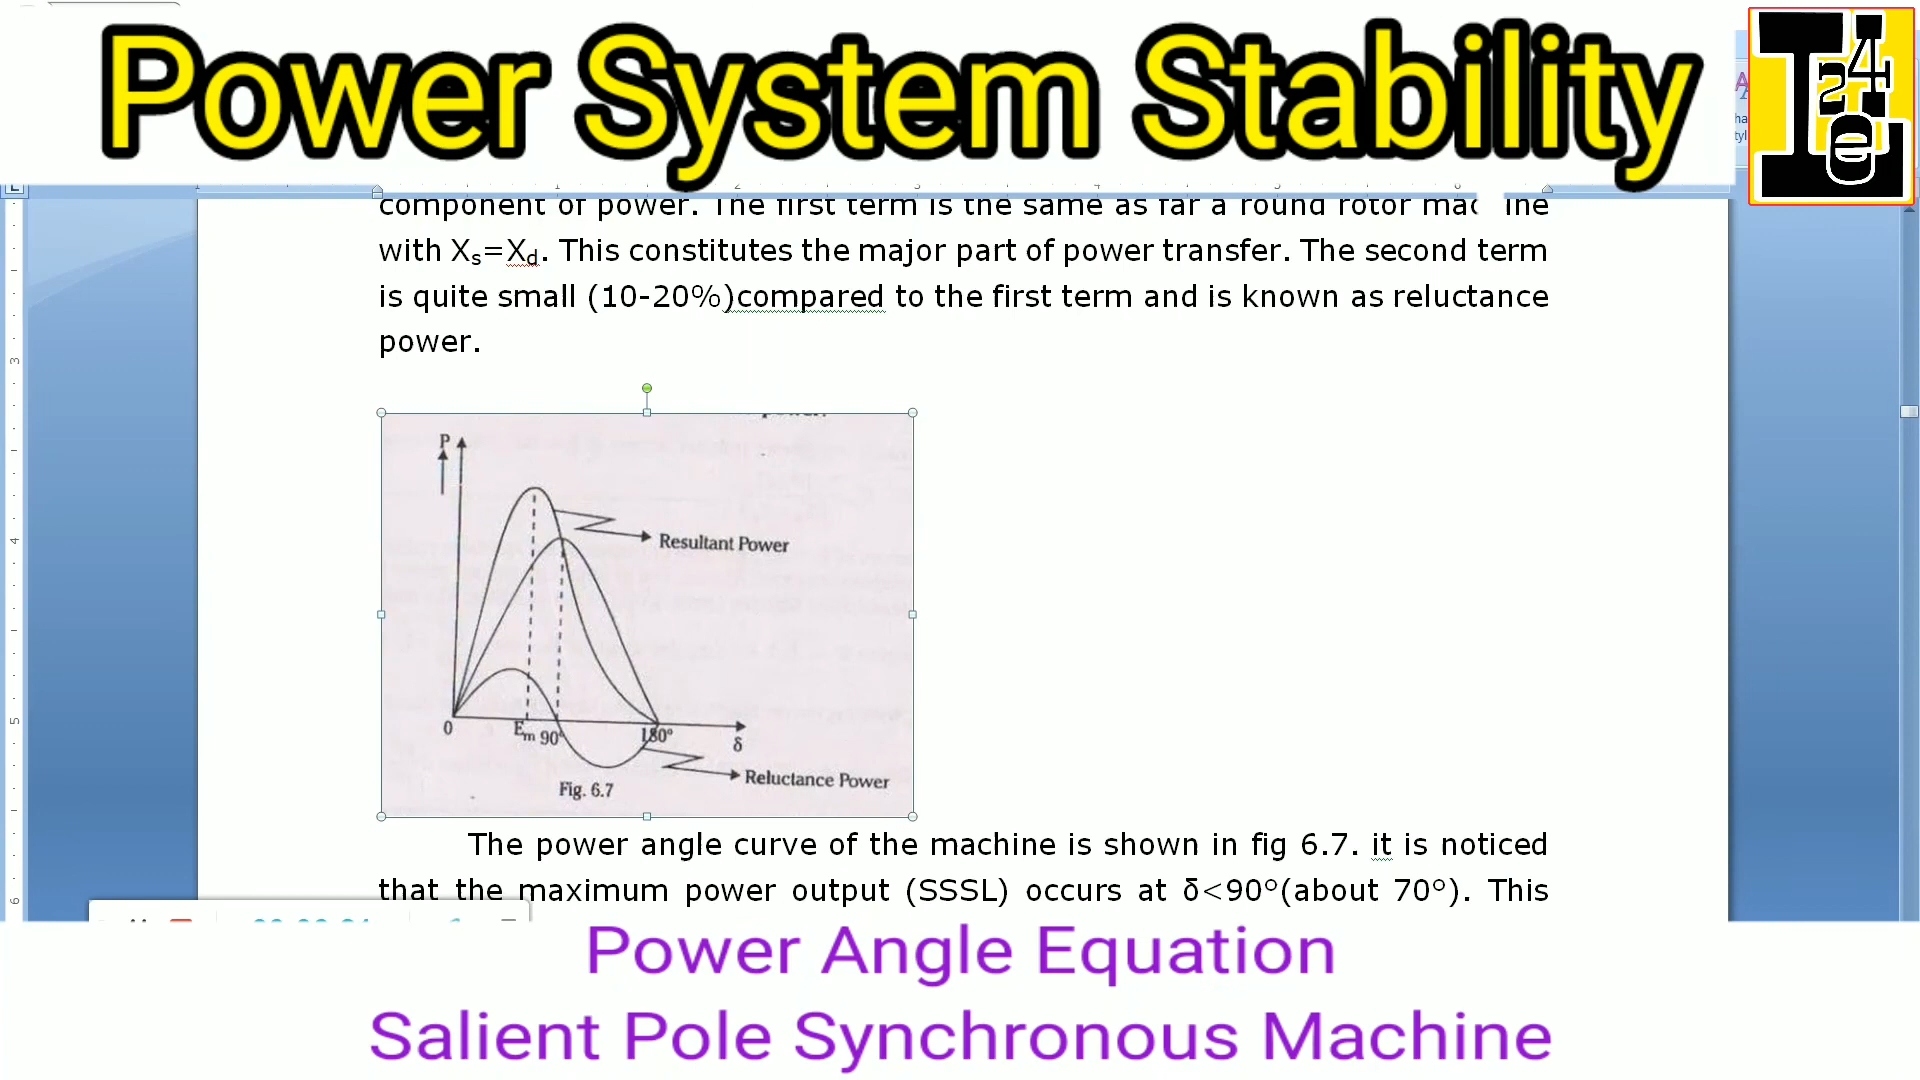 Power System Stability
L24e
component of power. The first term is the same as far a round rotor mac ine
with Xs=Xd. This constitutes the major part of power transfer. The second term
is quite small (10-20%)compared to the first term and is known as reluctance
power.
P
Resultant Power
0 Em 90° 180° δ
Reluctance Power
Fig. 6.7
The power angle curve of the machine is shown in fig 6.7. it is noticed
that the maximum power output (SSSL) occurs at δ<90°(about 70°). This
Power Angle Equation
Salient Pole Synchronous Machine